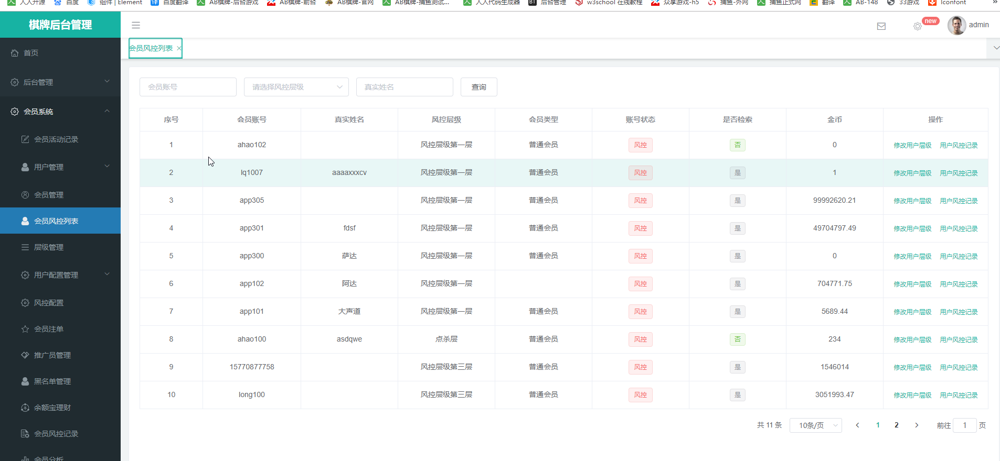 人人开源 百度 组件 | Element 百度翻译 AB棋牌-后台游戏 AB棋牌-前台 AB棋牌-官网 AB棋牌-捕鱼测试... 人人代码生成器 后台管理 w3school 在线教程 众享游戏-h5 捕鱼-外网 捕鱼正式网 翻译 AB-148 33游戏 Iconfont »
棋牌后台管理
new
admin
会员风控列表 ×
首页
后台管理
会员系统
会员活动记录
用户管理
会员管理
会员风控列表
层级管理
用户配置管理
风控配置
会员注单
推广员管理
黑名单管理
余额宝理财
会员风控记录
会员分析
会员账号 请选择风控层级 真实姓名 查询
序号 会员账号 真实姓名 风控层级 会员类型 账号状态 是否检索 金币 操作
1 ahao102 风控层级第一层 普通会员 风控 否 0 修改用户层级 用户风控记录
2 lq1007 aaaaxxxcv 风控层级第一层 普通会员 风控 是 1 修改用户层级 用户风控记录
3 app305 风控层级第一层 普通会员 风控 是 99992620.21 修改用户层级 用户风控记录
4 app301 fdsf 风控层级第一层 普通会员 风控 是 49704797.49 修改用户层级 用户风控记录
5 app300 萨达 风控层级第一层 普通会员 风控 是 0 修改用户层级 用户风控记录
6 app102 阿达 风控层级第一层 风控 是 704771.75 修改用户层级 用户风控记录
7 app101 大声道 风控层级第一层 普通会员 风控 是 5689.44 修改用户层级 用户风控记录
8 ahao100 asdqwe 点杀层 普通会员 风控 否 234 修改用户层级 用户风控记录
9 15770877758 风控层级第三层 普通会员 风控 是 1546014 修改用户层级 用户风控记录
10 long100 风控层级第三层 普通会员 风控 是 3051993.47 修改用户层级 用户风控记录
共 11 条 10条/页 1 2 前往 1 页